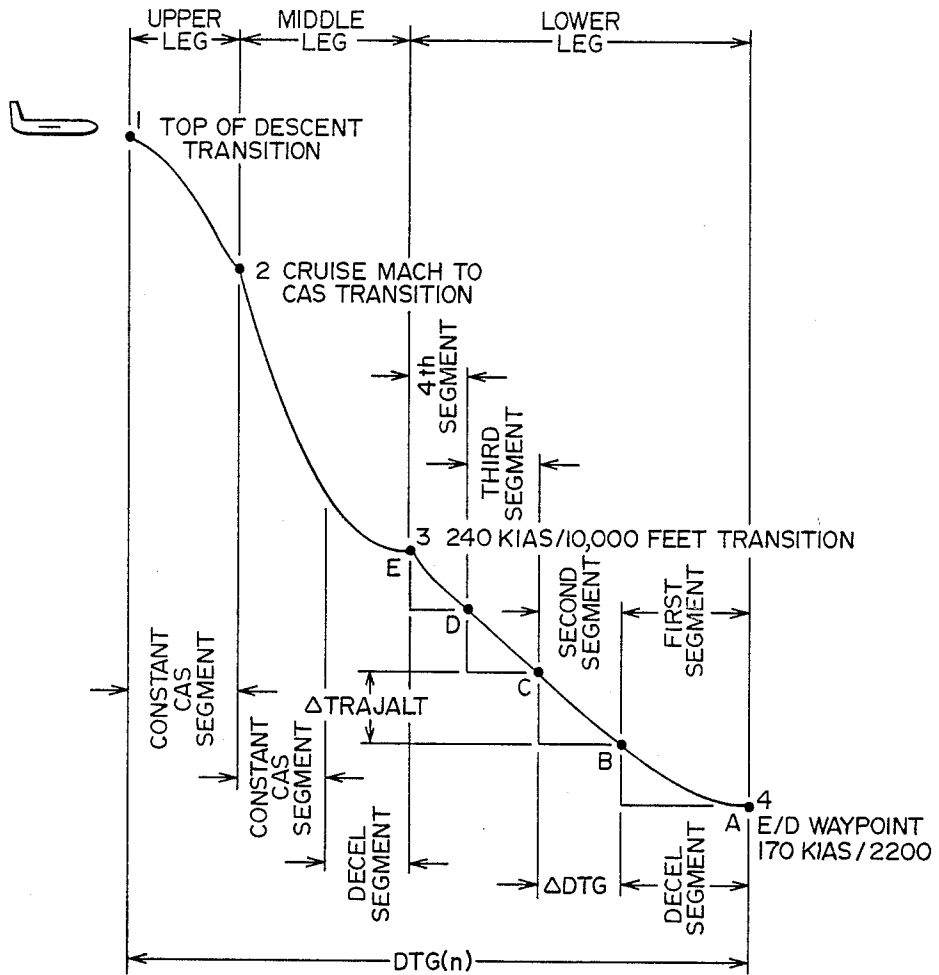 UPPER
LEG
MIDDLE
LEG
LOWER
LEG
1
TOP OF DESCENT
TRANSITION
2 CRUISE MACH TO
CAS TRANSITION
4th
SEGMENT
THIRD
SEGMENT
3 240 KIAS/10,000 FEET TRANSITION
E
D
SECOND
SEGMENT
FIRST
SEGMENT
C
CONSTANT
CAS
SEGMENT
ΔTRAJALT
B
CONSTANT
CAS
SEGMENT
A
4
E/D WAYPOINT
170 KIAS/2200
DECEL
SEGMENT
ΔDTG
DECEL
SEGMENT
DTG(n)